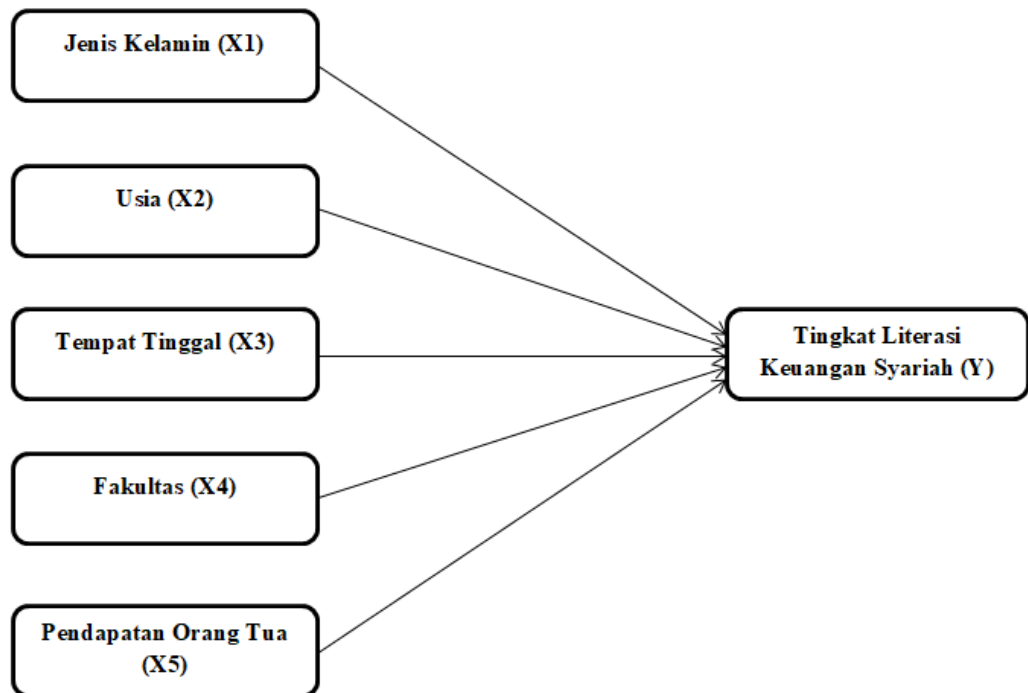 Jenis Kelamin (X1)
Usia (X2)
Tempat Tinggal (X3)
Tingkat Literasi
Keuangan Syariah (Y)
Fakultas (X4)
Pendapatan Orang Tua
(X5)